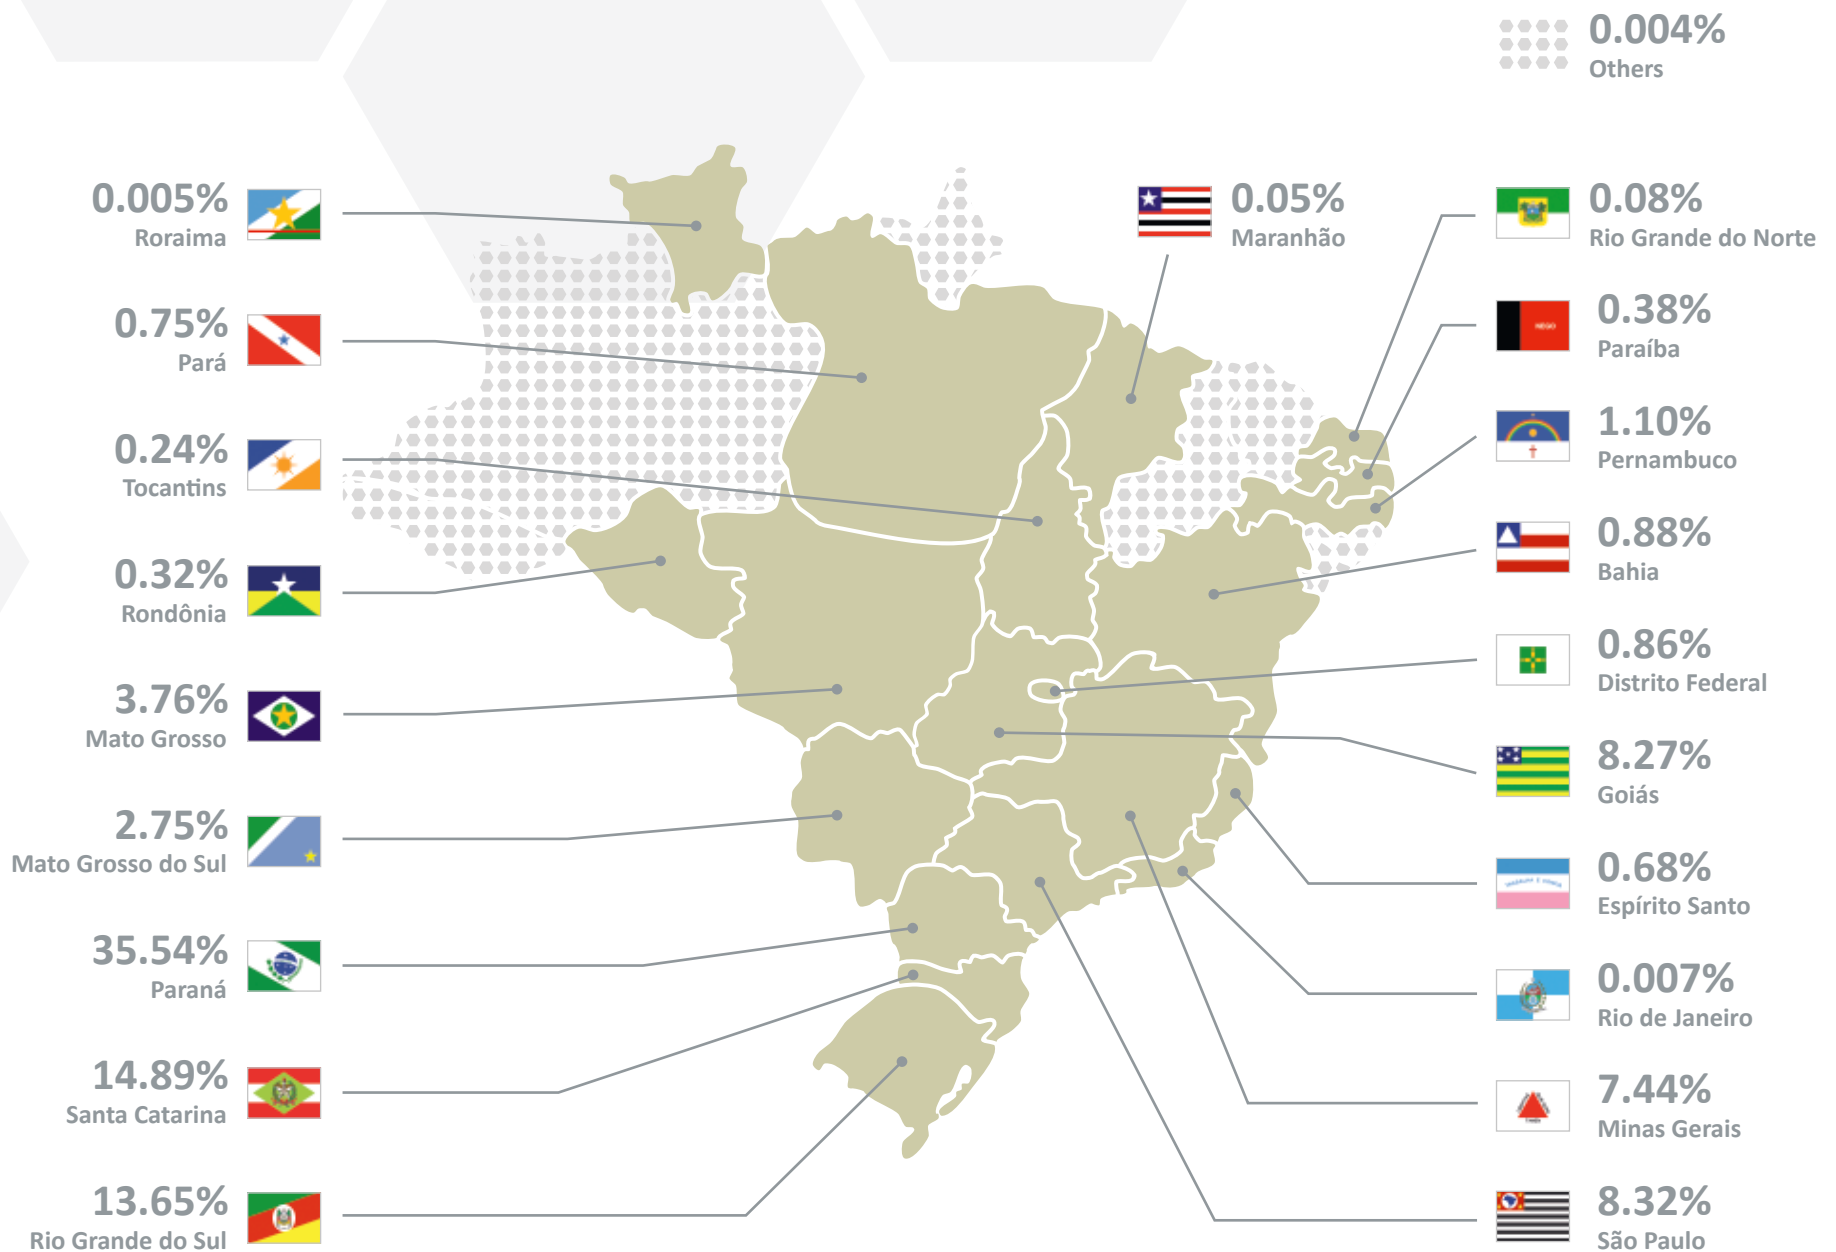 0.004%
Others
0.005%
Roraima
0.75%
Pará
0.24%
Tocantins
0.32%
Rondônia
3.76%
Mato Grosso
2.75%
Mato Grosso do Sul
35.54%
Paraná
14.89%
Santa Catarina
13.65%
Rio Grande do Sul
0.05%
Maranhão
0.08%
Rio Grande do Norte
0.38%
Paraíba
NEGO
1.10%
Pernambuco
0.88%
Bahia
0.86%
Distrito Federal
8.27%
Goiás
0.68%
Espírito Santo
0.007%
Rio de Janeiro
7.44%
Minas Gerais
8.32%
São Paulo